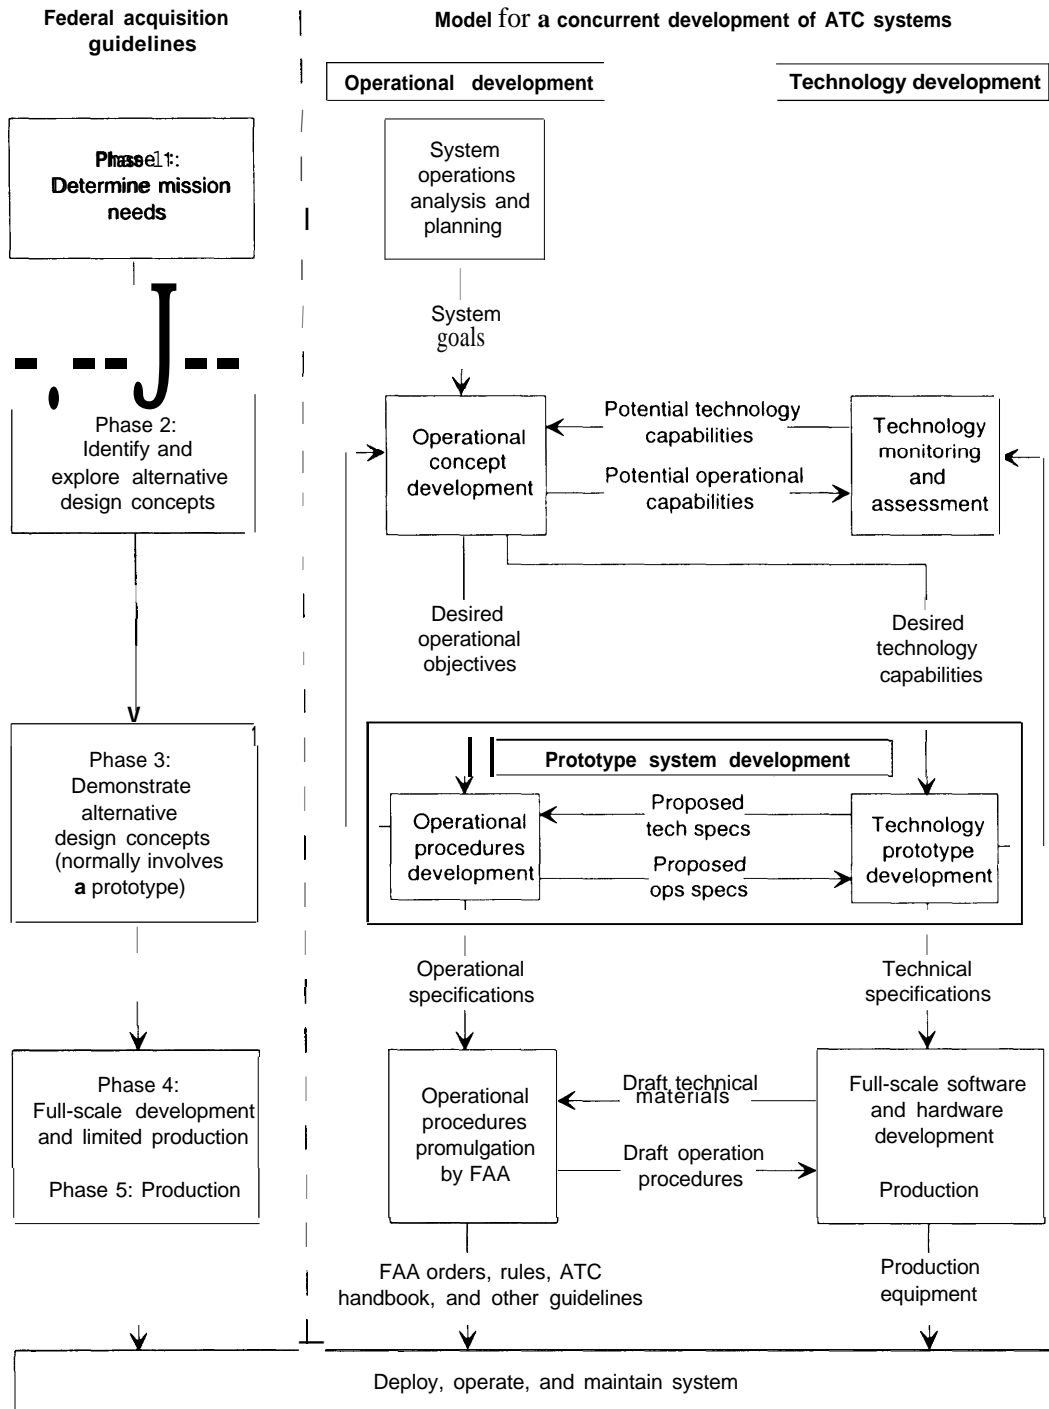 Federal acquisition
guidelines
Model for a concurrent development of ATC systems
Operational development
Technology development
Phase 1:
Determine mission
needs
System
operations
analysis and
planning
System
goals
Phase 2:
Identify and
explore alternative
design concepts
Operational
concept
development
Potential technology
capabilities
Potential operational
capabilities
Technology
monitoring
and
assessment
Desired
operational
objectives
Desired
technology
capabilities
Phase 3:
Demonstrate
alternative
design concepts
(normally involves
a prototype)
Prototype system development
Operational
procedures
development
Proposed
tech specs
Proposed
ops specs
Technology
prototype
development
Operational
specifications
Technical
specifications
Phase 4:
Full-scale development
and limited production
Phase 5: Production
Operational
procedures
promulgation
by FAA
Draft technical
materials
Draft operation
procedures
Full-scale software
and hardware
development
Production
FAA orders, rules, ATC
handbook, and other guidelines
Production
equipment
Deploy, operate, and maintain system